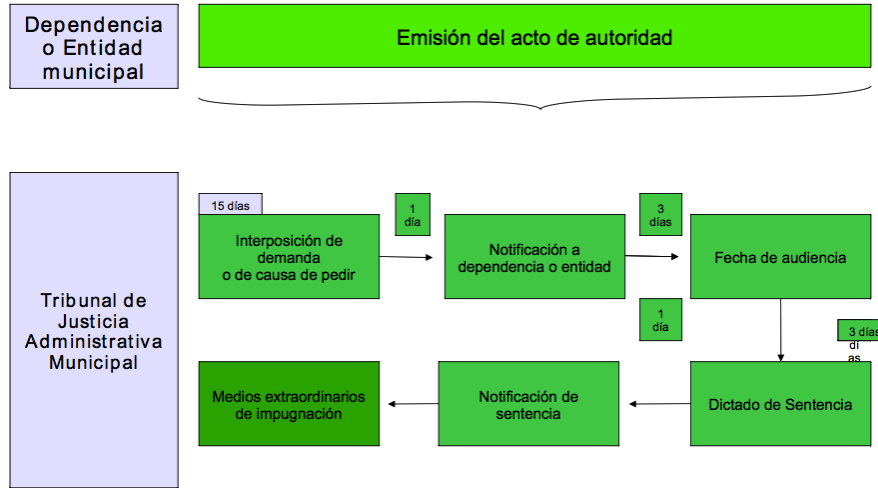 Dependencia
o Entidad
municipal
Emisión del acto de autoridad
Tribunal de
Justicia
Administrativa
Municipal
15 días
Interposición de
demanda
o de causa de pedir
1
día
Notificación a
dependencia o entidad
3
días
Fecha de audiencia
3 días
dí
as
Dictado de Sentencia
1
día
Notificación de
sentencia
Medios extraordinarios
de impugnación